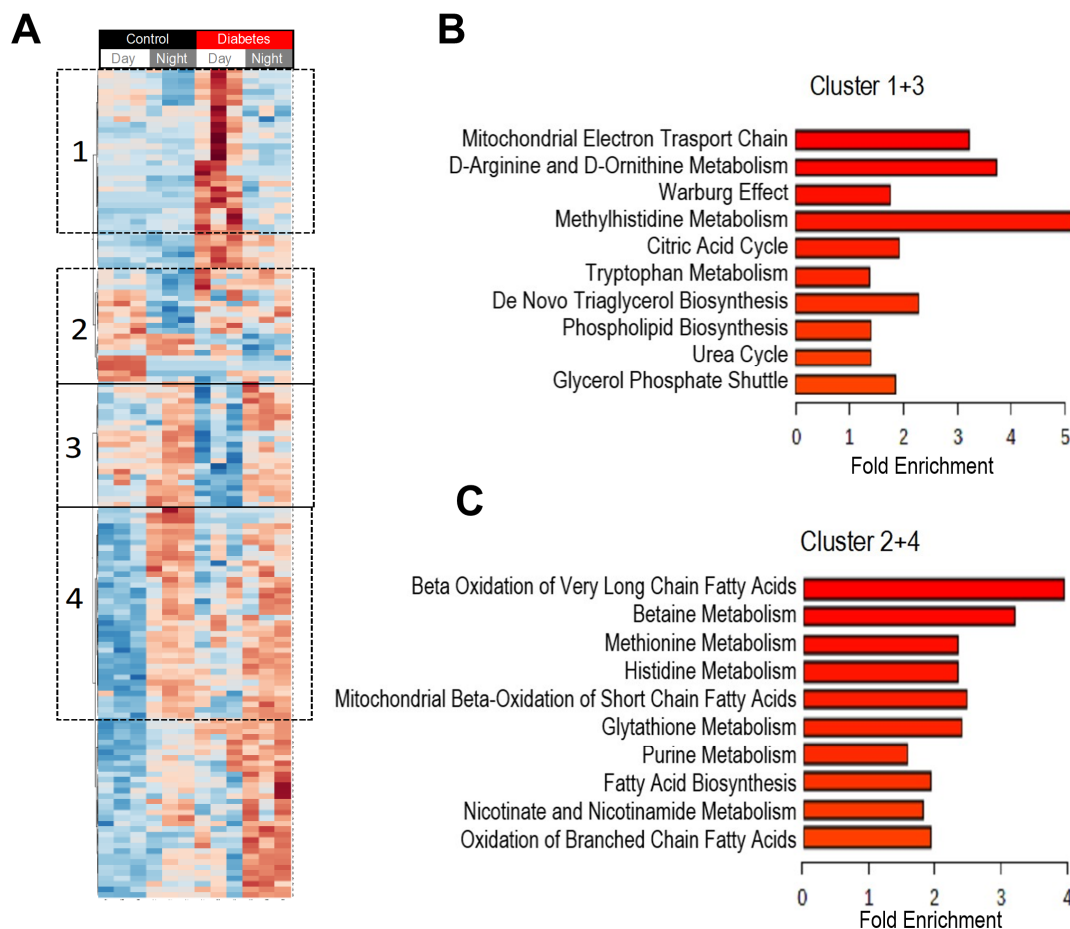 A
Control Diabetes
Day Night Day Night
1
2
3
4
B
Cluster 1+3
Mitochondrial Electron Trasport Chain
D-Arginine and D-Ornithine Metabolism
Warburg Effect
Methylhistidine Metabolism
Citric Acid Cycle
Tryptophan Metabolism
De Novo Triaglycerol Biosynthesis
Phospholipid Biosynthesis
Urea Cycle
Glycerol Phosphate Shuttle
0 1 2 3 4 5
Fold Enrichment
C
Cluster 2+4
Beta Oxidation of Very Long Chain Fatty Acids
Betaine Metabolism
Methionine Metabolism
Histidine Metabolism
Mitochondrial Beta-Oxidation of Short Chain Fatty Acids
Glytathione Metabolism
Purine Metabolism
Fatty Acid Biosynthesis
Nicotinate and Nicotinamide Metabolism
Oxidation of Branched Chain Fatty Acids
0 1 2 3 4
Fold Enrichment